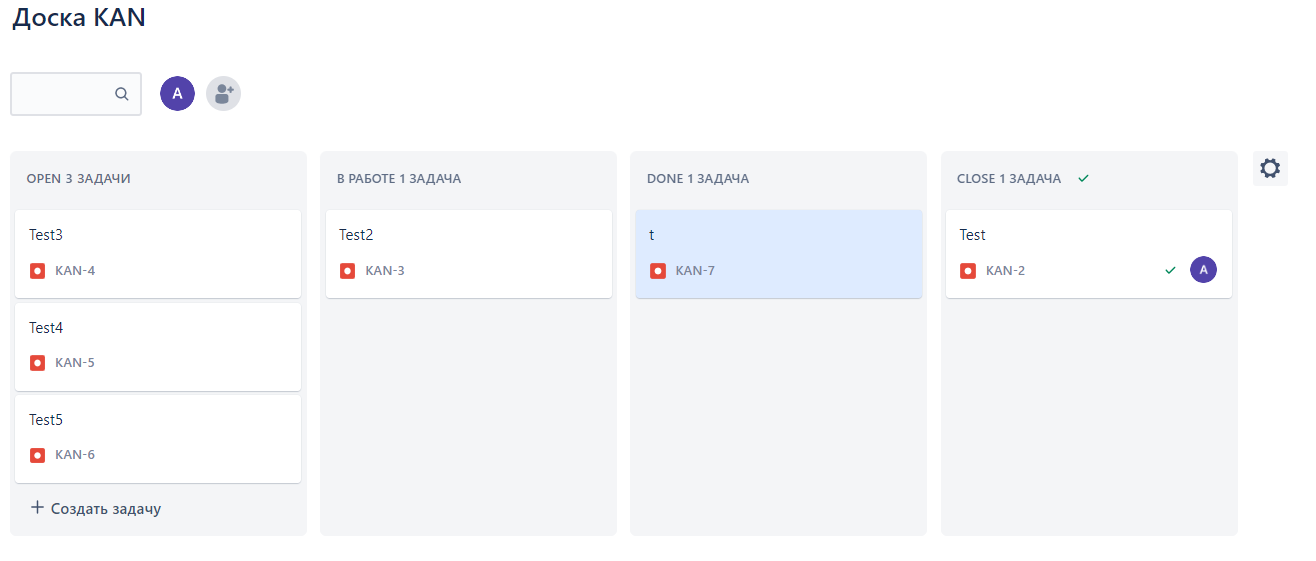 Доска KAN
A
OPEN 3 ЗАДАЧИ
Test3
KAN-4
Test4
KAN-5
Test5
KAN-6
Создать задачу
В РАБОТЕ 1 ЗАДАЧА
Test2
KAN-3
DONE 1 ЗАДАЧА
t
KAN-7
CLOSE 1 ЗАДАЧА
Test
KAN-2
A